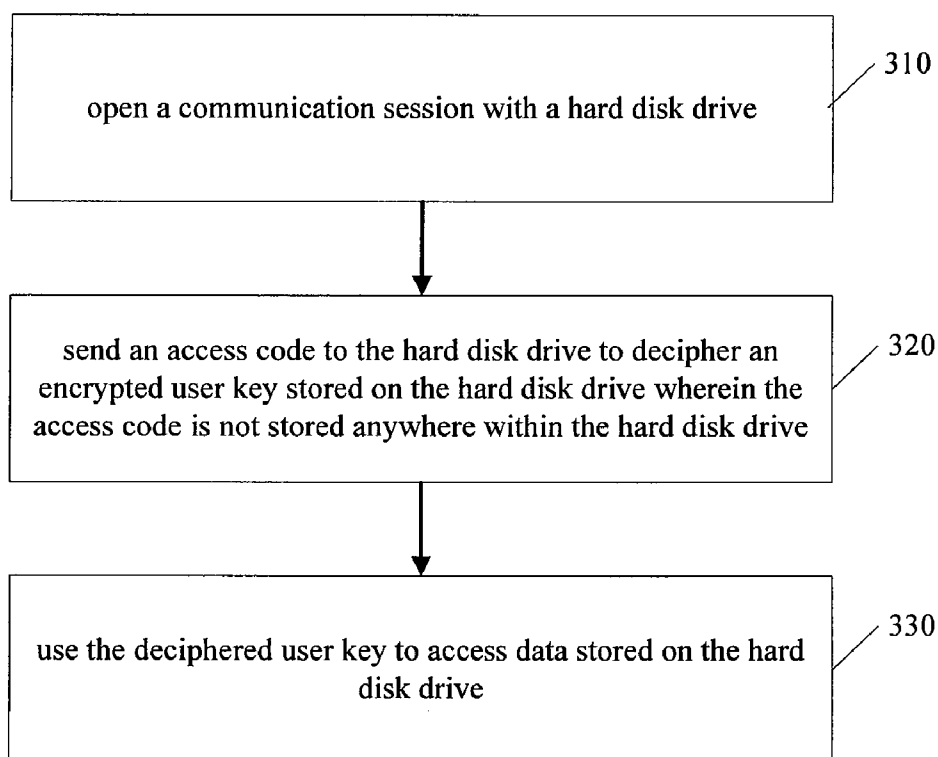 310
open a communication session with a hard disk drive
320
send an access code to the hard disk drive to decipher an
encrypted user key stored on the hard disk drive wherein the
access code is not stored anywhere within the hard disk drive
330
use the deciphered user key to access data stored on the hard
disk drive